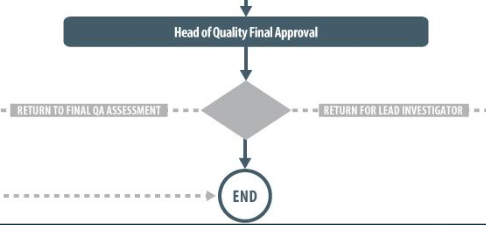 Head of Quality Final Approval
RETURN TO FINAL QA ASSESSMENT
RETURN FOR LEAD INVESTIGATOR
END